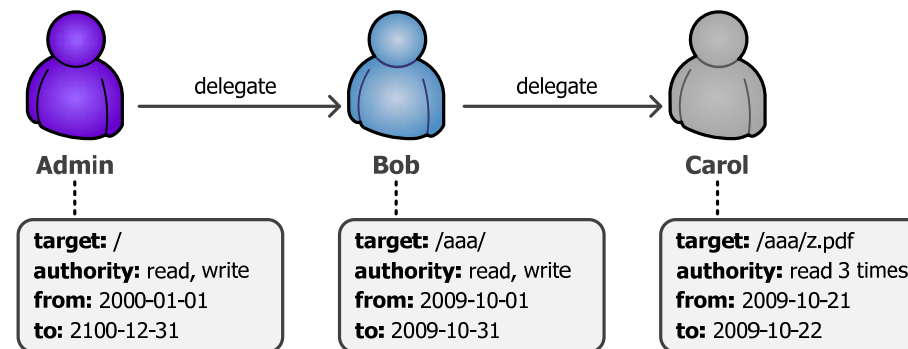 delegate
delegate
Admin
Bob
Carol
target: /
authority: read, write
from: 2000-01-01
to: 2100-12-31
target: /aaa/
authority: read, write
from: 2009-10-01
to: 2009-10-31
target: /aaa/z.pdf
authority: read 3 times
from: 2009-10-21
to: 2009-10-22